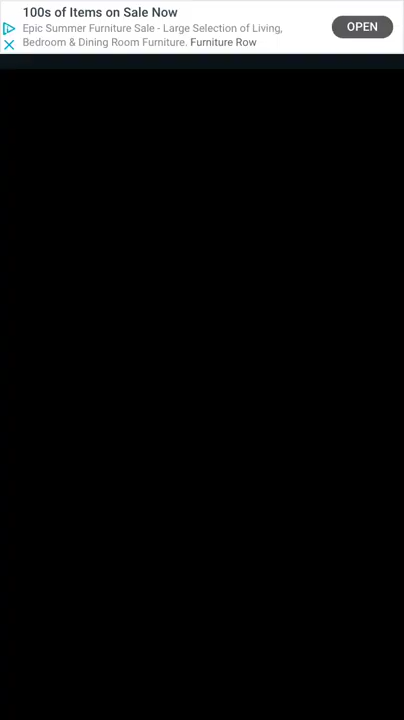 100s of Items on Sale Now
Epic Summer Furniture Sale - Large Selection of Living,
Bedroom & Dining Room Furniture. Furniture Row
OPEN